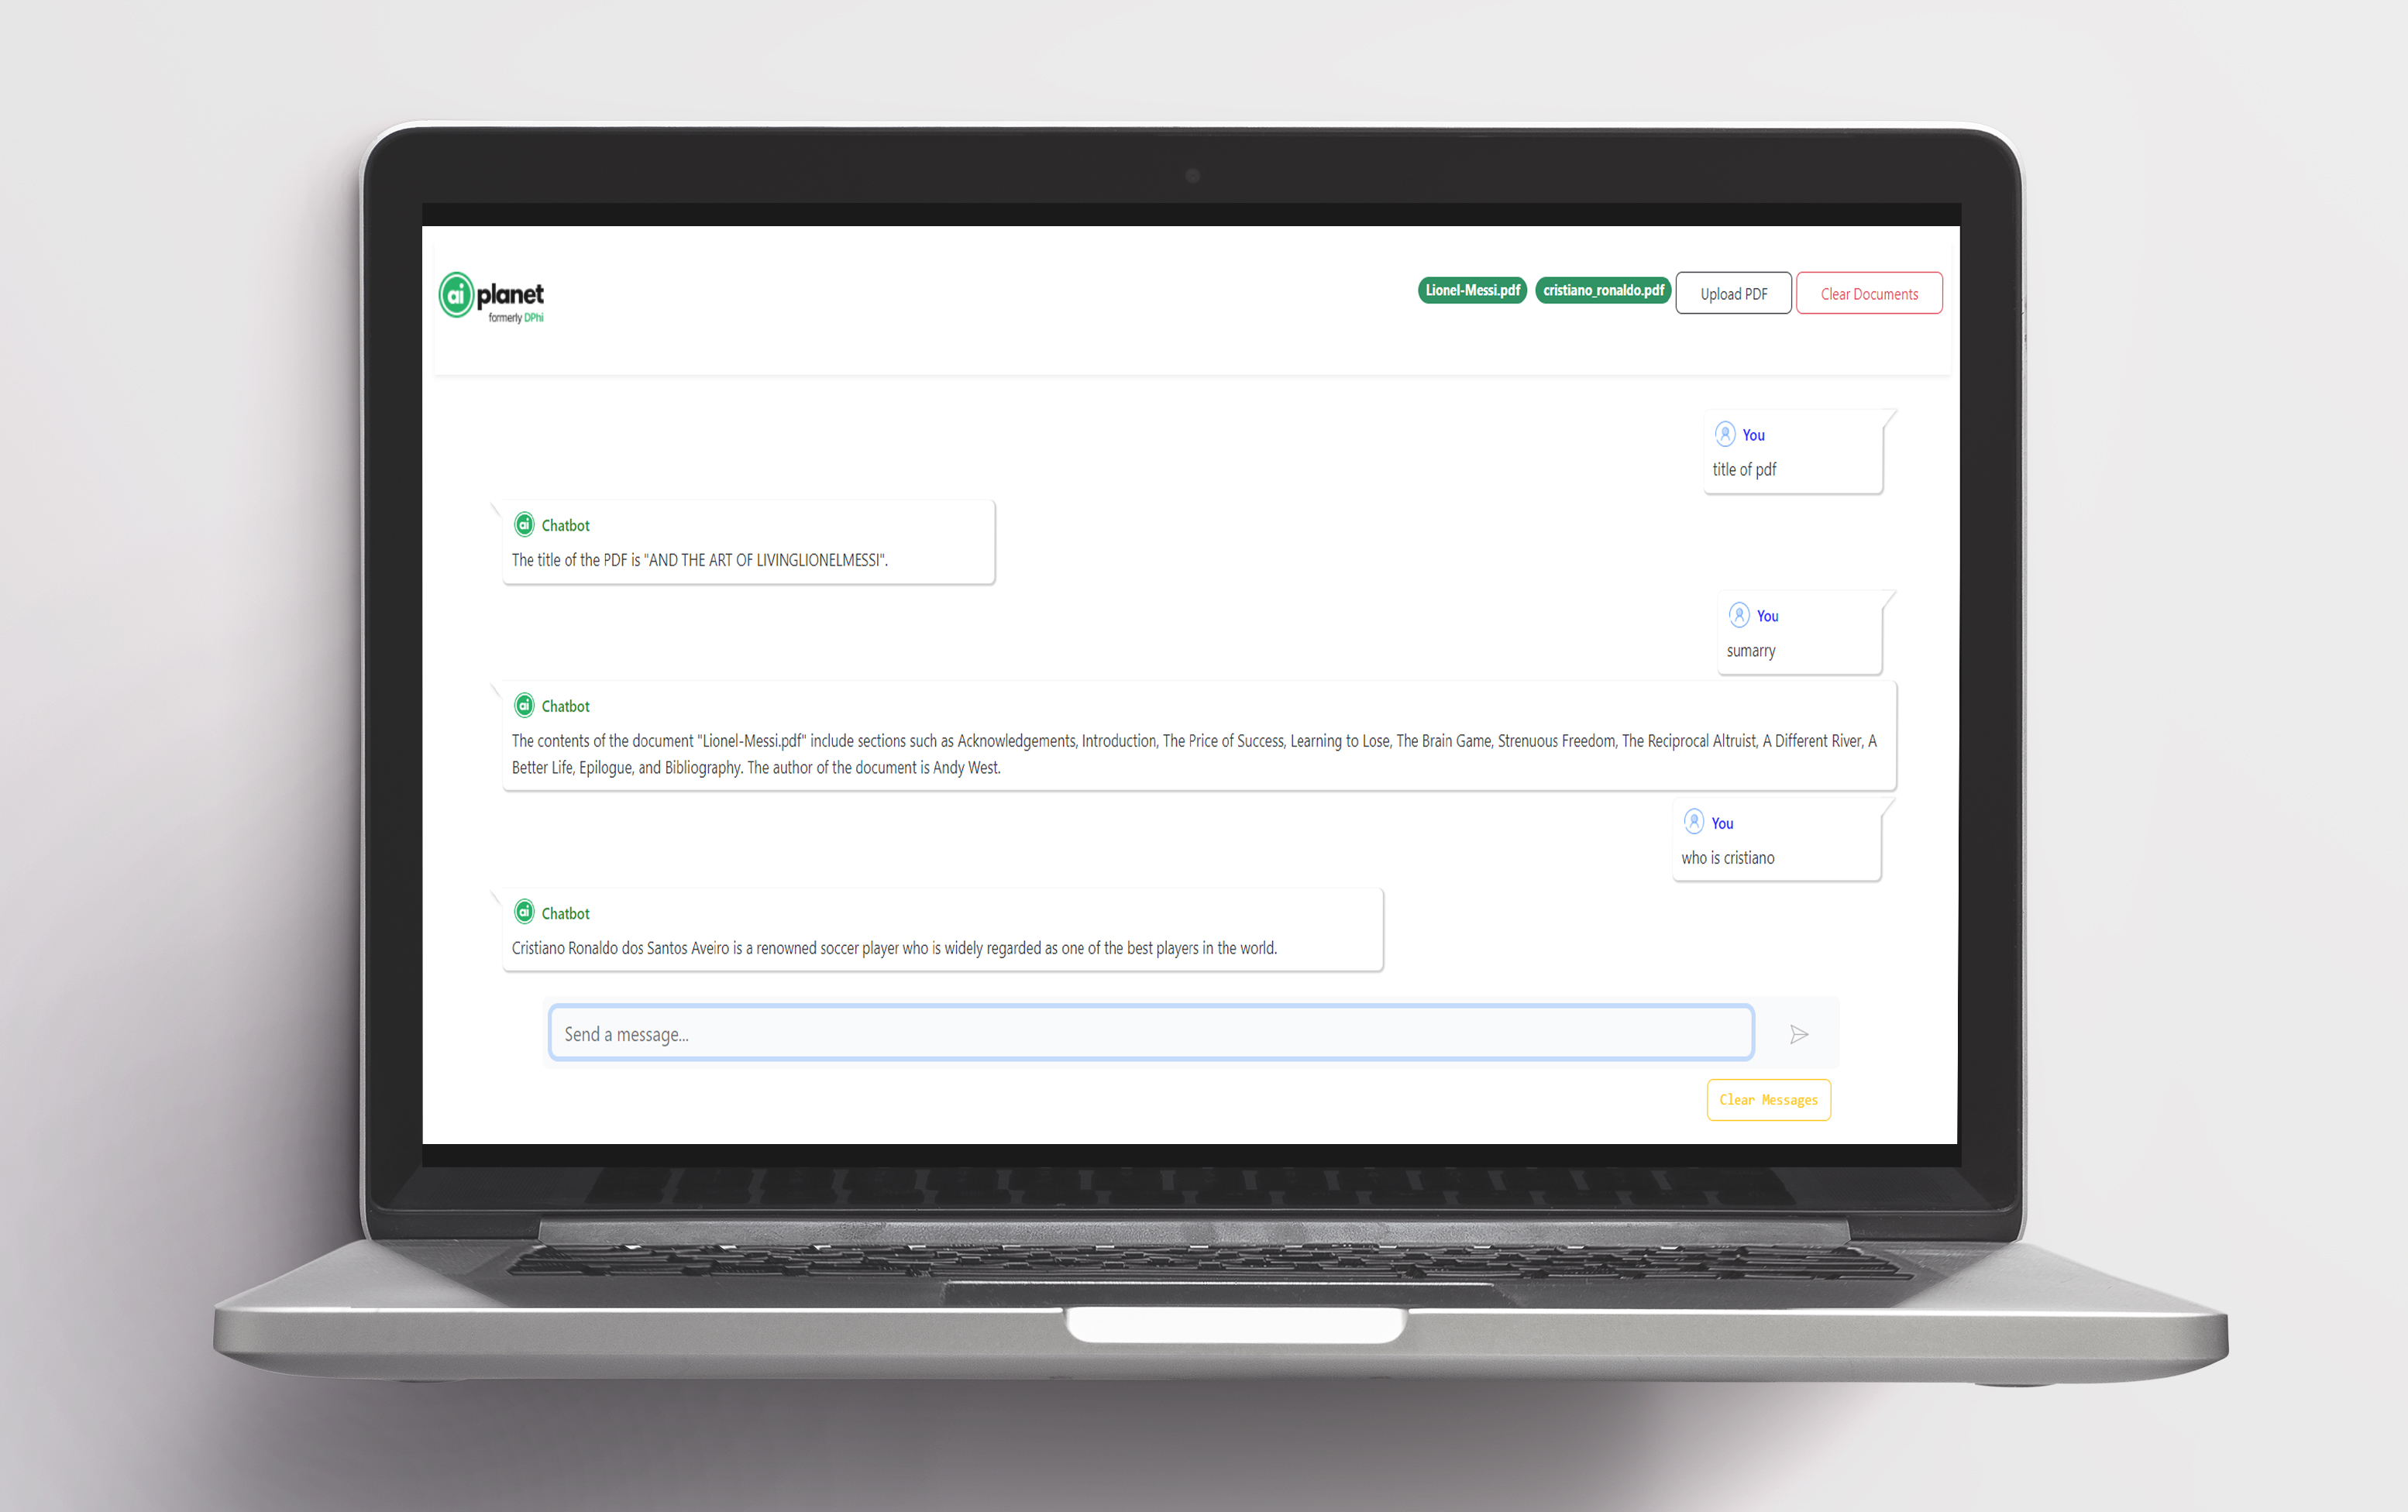 ai planet
formerly DPhi
Lionel-Messi.pdf cristiano_ronaldo.pdf Upload PDF Clear Documents
You
title of pdf
ai Chatbot
The title of the PDF is "AND THE ART OF LIVINGLIONELMESSI".
You
sumarry
ai Chatbot
The contents of the document "Lionel-Messi.pdf" include sections such as Acknowledgements, Introduction, The Price of Success, Learning to Lose, The Brain Game, Strenuous Freedom, The Reciprocal Altruist, A Different River, A
Better Life, Epilogue, and Bibliography. The author of the document is Andy West.
You
who is cristiano
ai Chatbot
Cristiano Ronaldo dos Santos Aveiro is a renowned soccer player who is widely regarded as one of the best players in the world.
Send a message...
Clear Messages